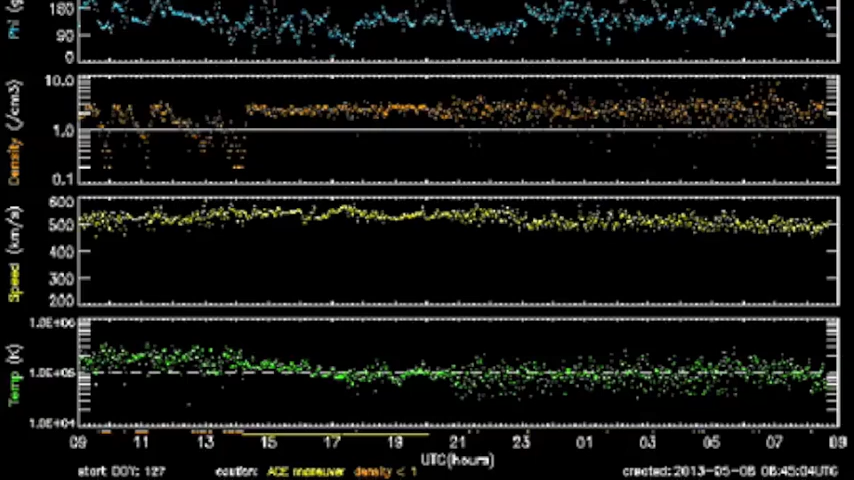 Phi
180
90
0
Density (/cm3)
10.0
1.0
0.1
Speed (km/s)
600
500
400
300
200
Temp (K)
1.0E+06
1.0E+05
1.0E+04
09 11 13 15 17 19 21 23 01 03 05 07 09
UTC(hours)
start DOY: 127 caution: ACE maneuver density < 1 created: 2013-05-08 08:45:04UTC